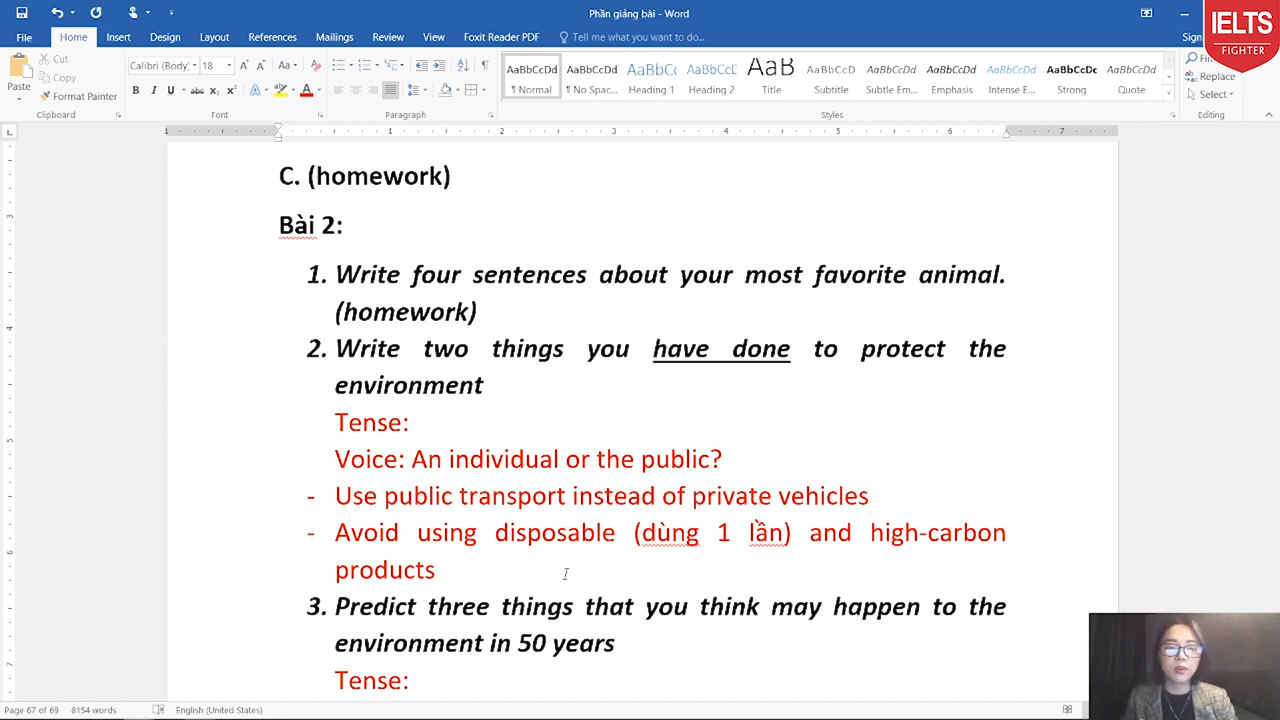 Phần giảng bài - Word
IELTS
FIGHTER
File Home Insert Design Layout References Mailings Review View Foxit Reader PDF Tell me what you want to do... Sign
Paste Cut Copy Format Painter
Calibri (Body) 18
AaBbCcDd AaBbCcDd AaBbCc AaBbCcD AaB AaBbCcD AaBbCcDd AaBbCcDd AaBbCcDd AaBbCcDc AaBbCcDd
¶ Normal ¶ No Spac... Heading 1 Heading 2 Title Subtitle Subtle Em... Emphasis Intense E... Strong Quote
Replace
Select
Clipboard Font Paragraph Styles Editing
C. (homework)
Bài 2:
1. Write four sentences about your most favorite animal.
(homework)
2. Write two things you have done to protect the
environment
Tense:
Voice: An individual or the public?
- Use public transport instead of private vehicles
- Avoid using disposable (dùng 1 lần) and high-carbon
products
3. Predict three things that you think may happen to the
environment in 50 years
Tense:
Page 67 of 69 8154 words English (United States)